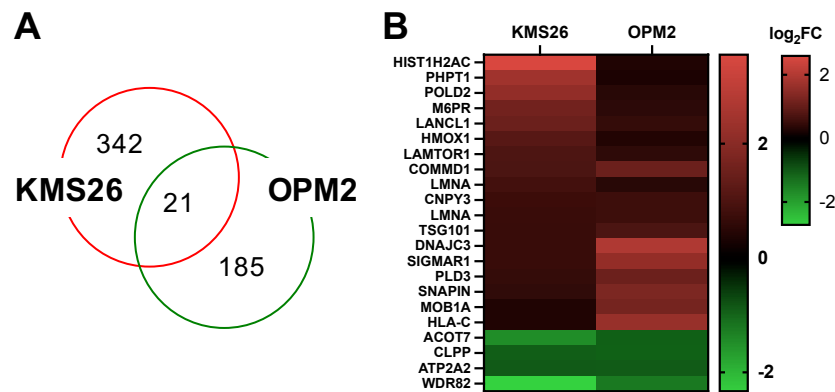 A
342
KMS26
21
OPM2
185
B
KMS26 OPM2
HIST1H2AC
PHPT1
POLD2
M6PR
LANCL1
HMOX1
LAMTOR1
COMMD1
LMNA
CNPY3
LMNA
TSG101
DNAJC3
SIGMAR1
PLD3
SNAPIN
MOB1A
HLA-C
ACOT7
CLPP
ATP2A2
WDR82
2
0
-2
log₂FC
2
0
-2